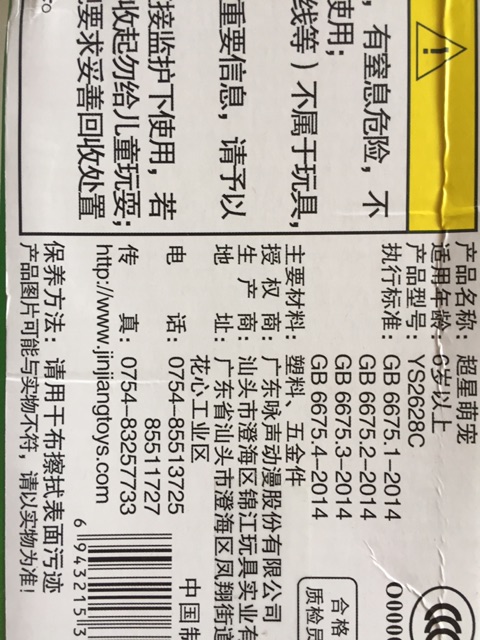 ，有窒息危险，不
使用；
线等）不属于玩具，
重要信息，请予以
接监护下使用，若
收起勿给儿童玩耍；
要求妥善回收处置
co
产品名称：超星萌宠
适用年龄：6岁以上
产品型号：YS2628C
执行标准：GB 6675.1-2014
GB 6675.2-2014
GB 6675.3-2014
GB 6675.4-2014
主要材料：塑料、五金件
授权商：广东咏声动漫股份有限公司
生产商：汕头市澄海区锦江玩具实业有
地址：广东省汕头市澄海区凤翔街道
花心工业区
电话：0754-85513725
85511727
传真：0754-83257733
http://www.jinjiangtoys.com
保养方法：请用干布擦拭表面污迹
产品图片可能与实物不符，请以实物为准！
O0000
合格
质检员
中国制
6 943215 3